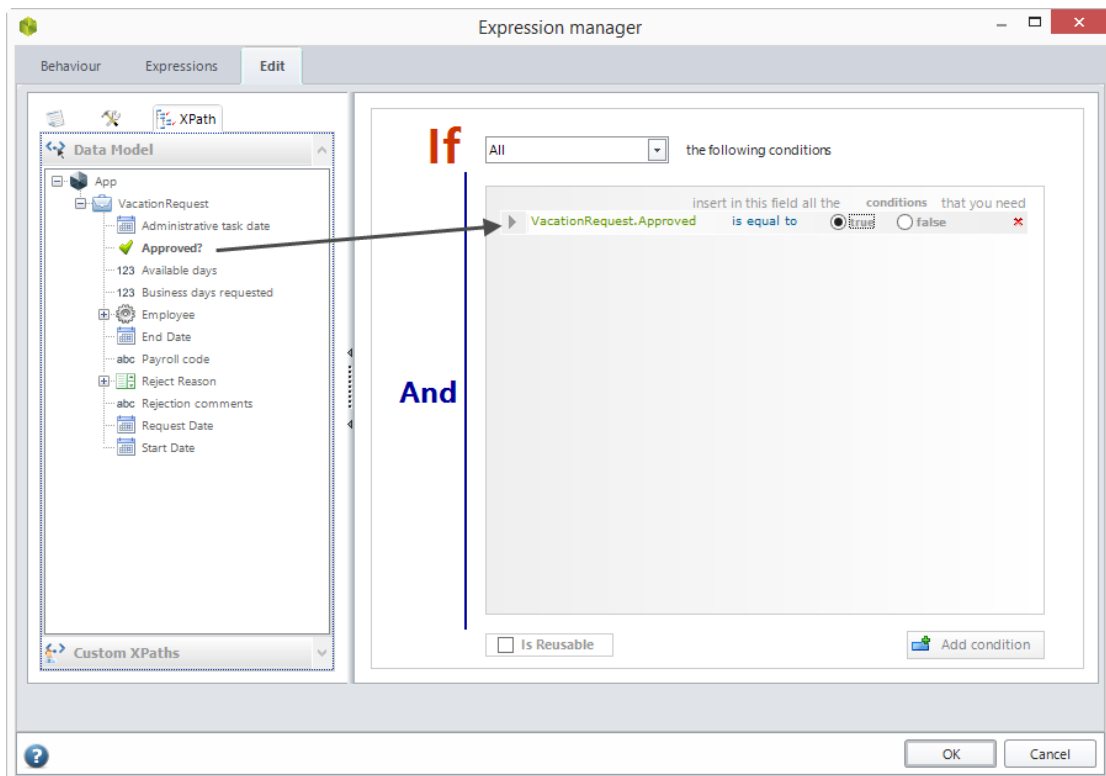 Expression manager
Behaviour Expressions Edit
XPath
Data Model
App
VacationRequest
Administrative task date
Approved?
123 Available days
123 Business days requested
Employee
End Date
abc Payroll code
Reject Reason
abc Rejection comments
Request Date
Start Date
Custom XPaths
If All the following conditions
insert in this field all the conditions that you need
VacationRequest.Approved is equal to true false
And
Is Reusable Add condition
OK Cancel